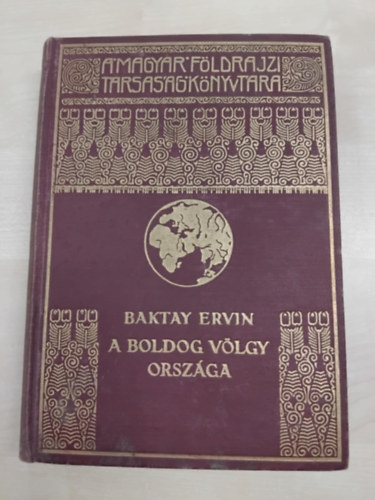 A MAGYAR FÖLDRAJZI
TÁRSASÁG KÖNYVTÁRA
BAKTAY ERVIN
A BOLDOG VÖLGY
ORSZÁGA